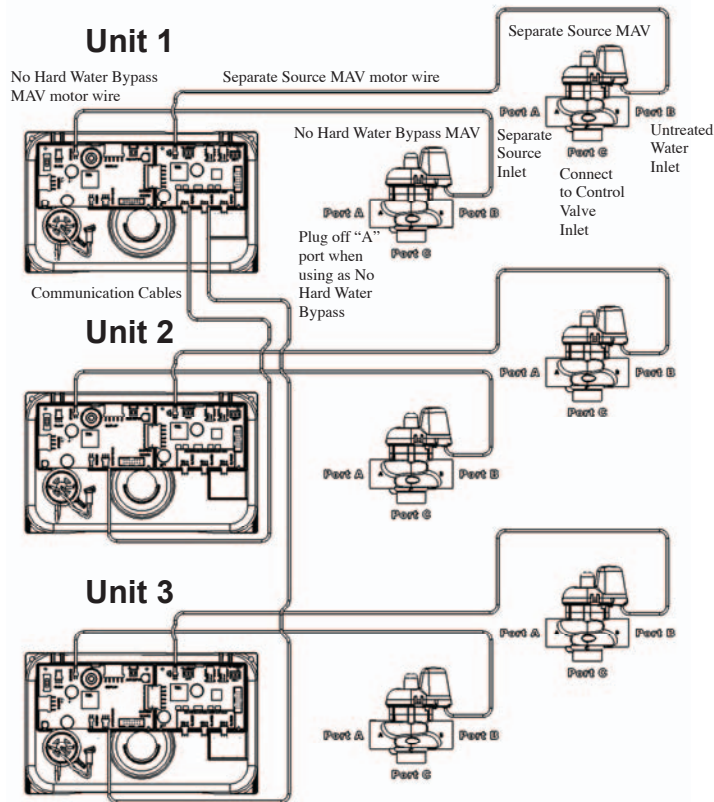 Unit 1
Separate Source MAV
No Hard Water Bypass
MAV motor wire
Separate Source MAV motor wire
Port A
Port B
No Hard Water Bypass MAV
Separate
Source
Inlet
Port C
Untreated
Water
Inlet
Connect
to Control
Valve
Inlet
Port A
Port B
Plug off “A”
port when
using as No
Hard Water
Bypass
Port C
Communication Cables
Unit 2
Port A
Port B
Port C
Port A
Port B
Port C
Unit 3
Port A
Port B
Port C
Port A
Port B
Port C